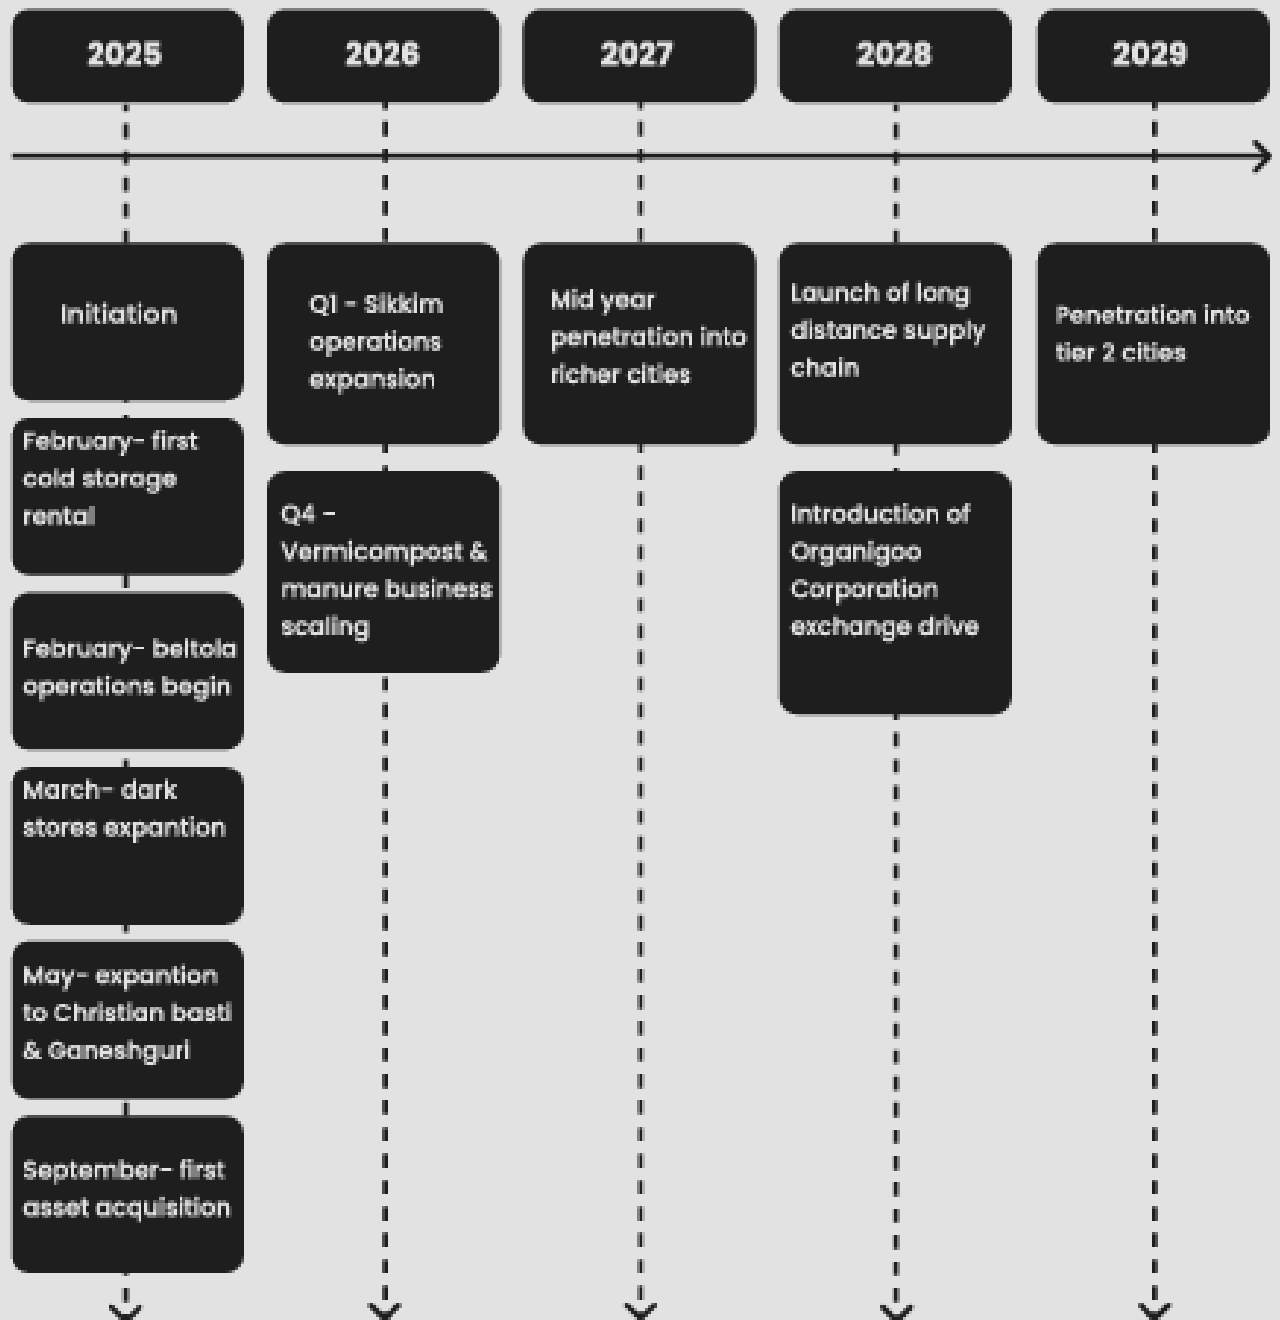 2025
2026
2027
2028
2029
Initiation
February- first
cold storage
rental
February- beltola
operations begin
March- dark
stores expantion
May- expantion
to Christian basti
& Ganeshguri
September- first
asset acquisition
Q1 - Sikkim
operations
expansion
Q4 -
Vermicompost &
manure business
scaling
Mid year
penetration into
richer cities
Launch of long
distance supply
chain
Introduction of
Organigoo
Corporation
exchange drive
Penetration into
tier 2 cities